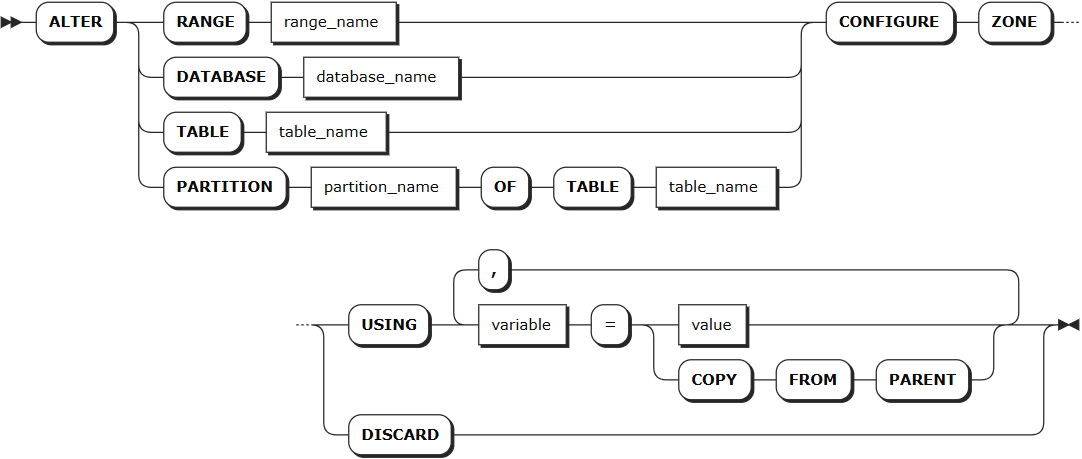 ALTER RANGE range_name CONFIGURE ZONE
DATABASE database_name
TABLE table_name
PARTITION partition_name OF TABLE table_name
,
USING variable = value
COPY FROM PARENT
DISCARD